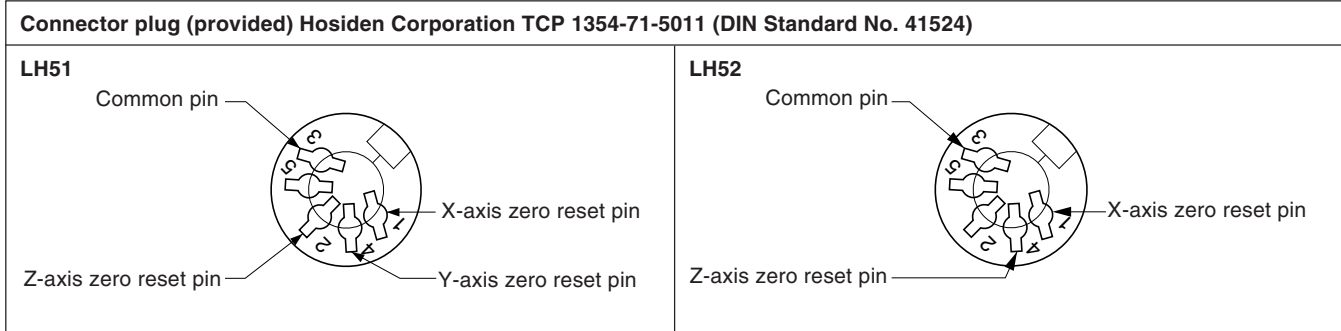 Connector plug (provided) Hosiden Corporation TCP 1354-71-5011 (DIN Standard No. 41524)
LH51
Common pin
3
5
2
4
1
X-axis zero reset pin
Z-axis zero reset pin
Y-axis zero reset pin
LH52
Common pin
3
5
2
4
1
X-axis zero reset pin
Z-axis zero reset pin